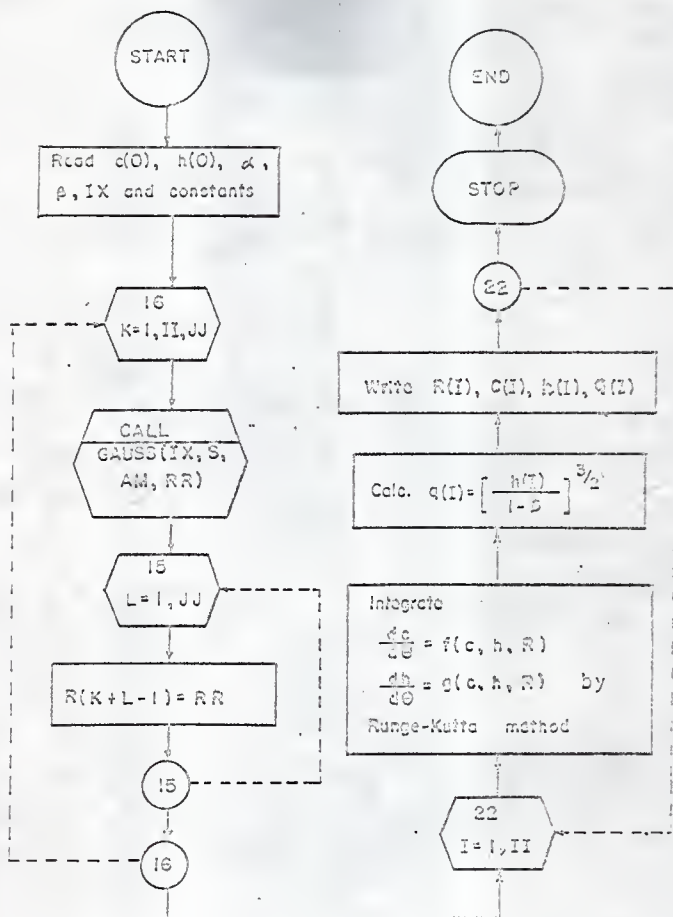 START
Read c(0), h(0), α,
β, IX and constants
16
K=1, II, JJ
CALL
GAUSS(IX, S,
AM, RR)
15
L=1, JJ
R(K+L-1)=RR
15
16
22
I=1, II
Integrate
dc/dθ = f(c, h, R)
dh/dθ = g(c, h, R) by
Runge-Kutta method
Calc. q(I)=[h(I)/1-β]^3/2
Write R(I), C(I), h(I), q(I)
22
STOP
END